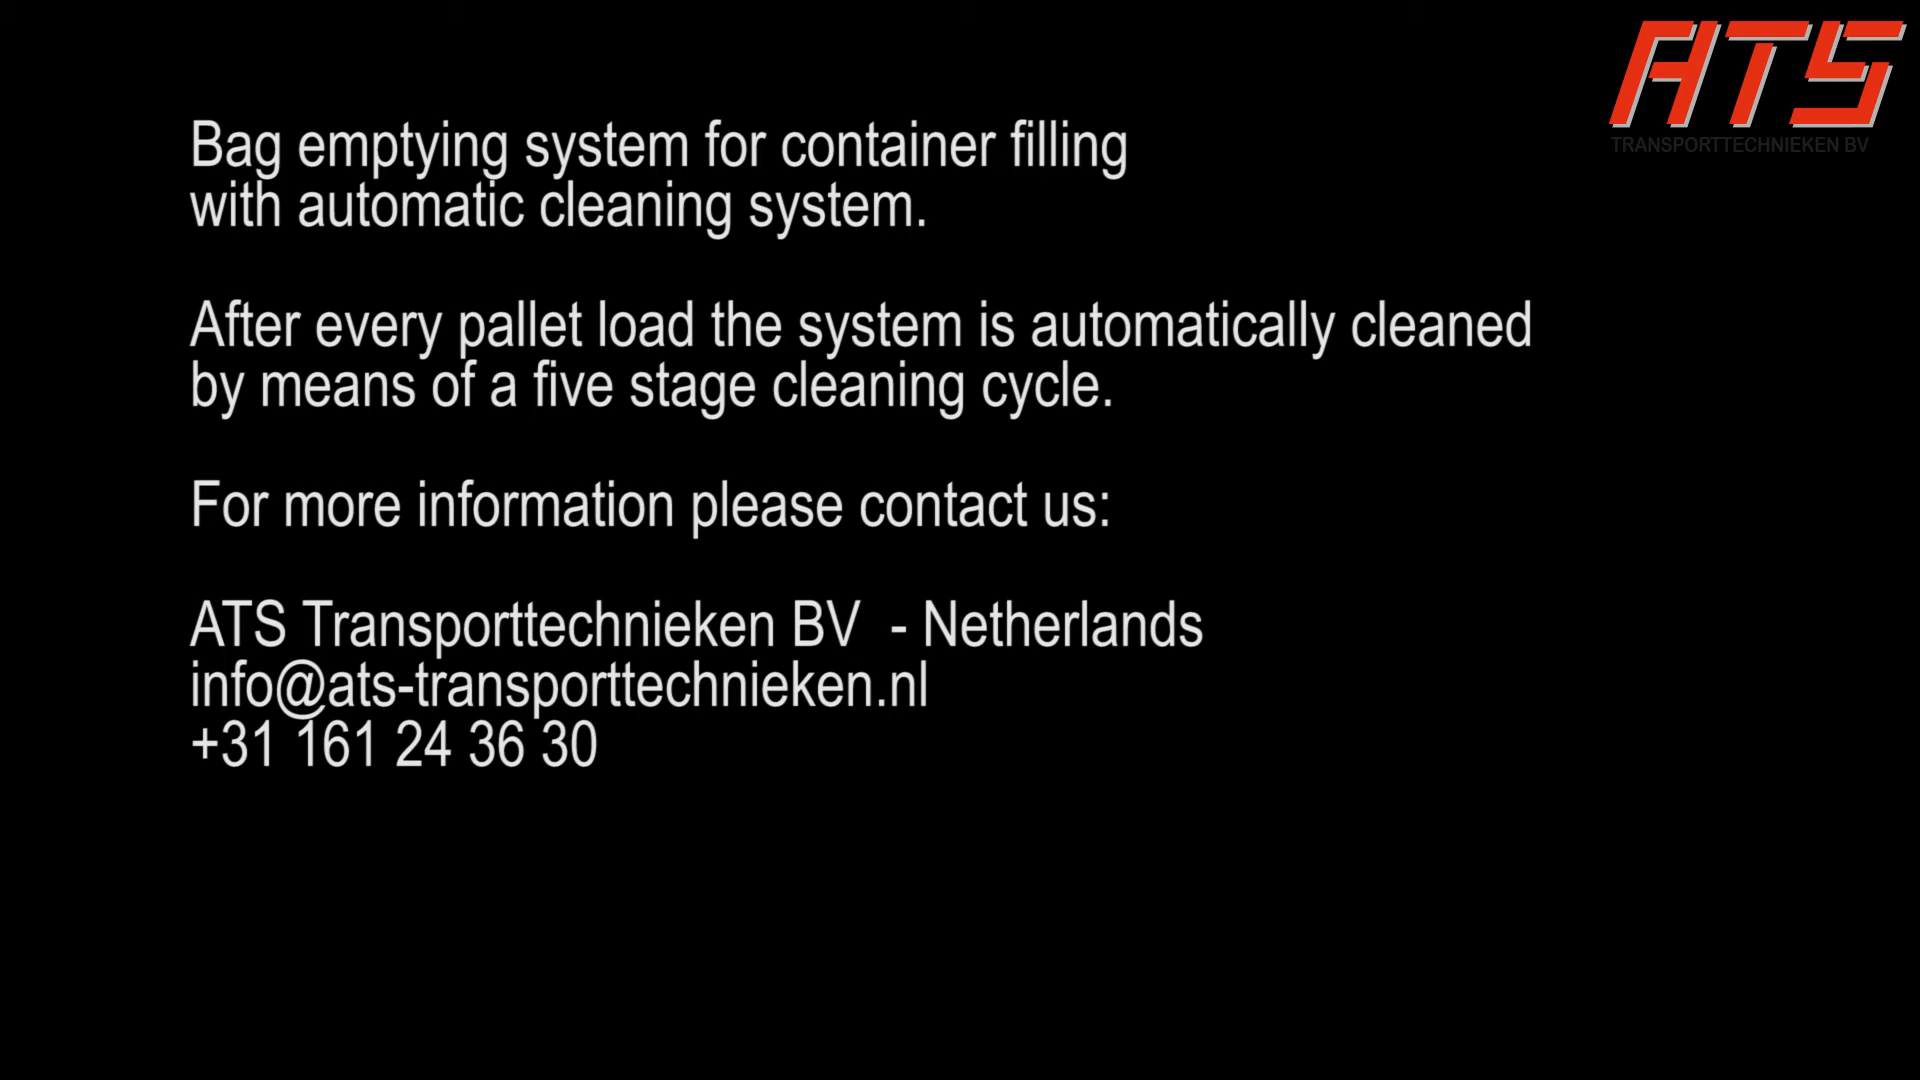 ATS
TRANSPORTTECHNIEKEN BV
Bag emptying system for container filling
with automatic cleaning system.
After every pallet load the system is automatically cleaned
by means of a five stage cleaning cycle.
For more information please contact us:
ATS Transporttechnieken BV - Netherlands
info@ats-transporttechnieken.nl
+31 161 24 36 30